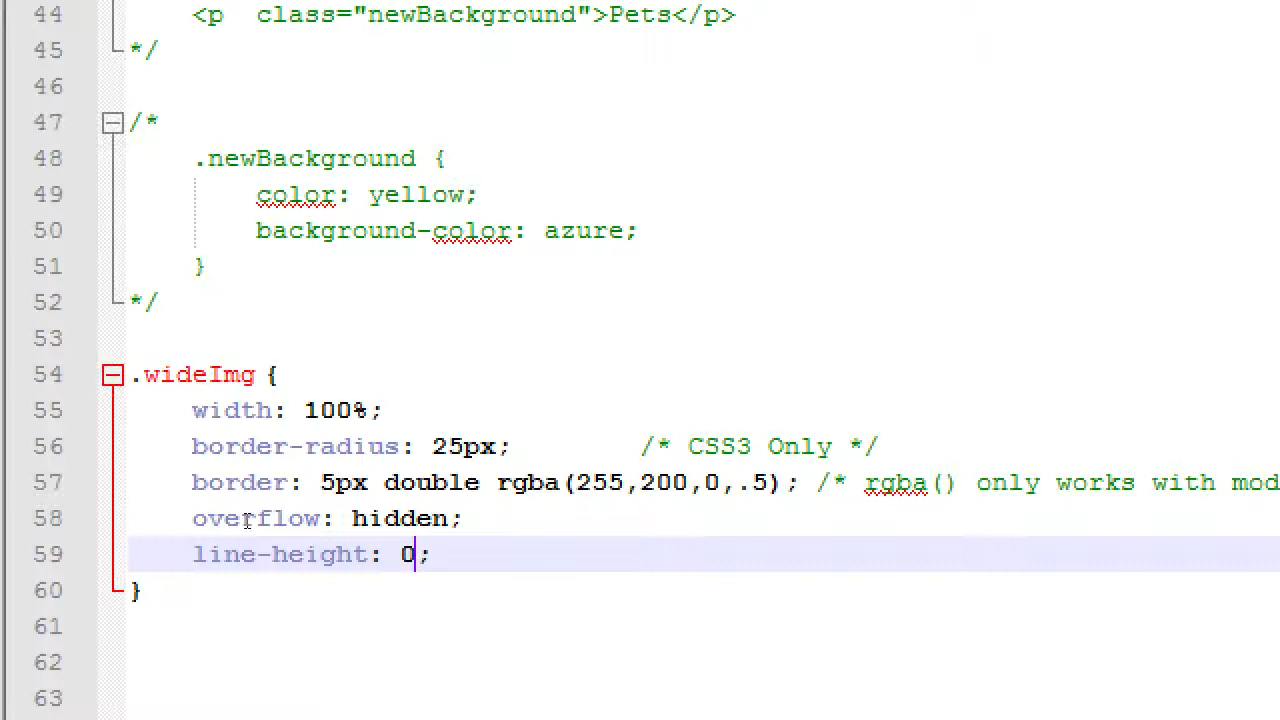 44 <p  class="newBackground">Pets</p>
45 */
46
47 /*
48 .newBackground {
49 color: yellow;
50 background-color: azure;
51 }
52 */
53
54 .wideImg {
55 width: 100%;
56 border-radius: 25px; /* CSS3 Only */
57 border: 5px double rgba(255,200,0,.5); /* rgba() only works with mod
58 overflow: hidden;
59 line-height: 0;
60 }
61
62
63